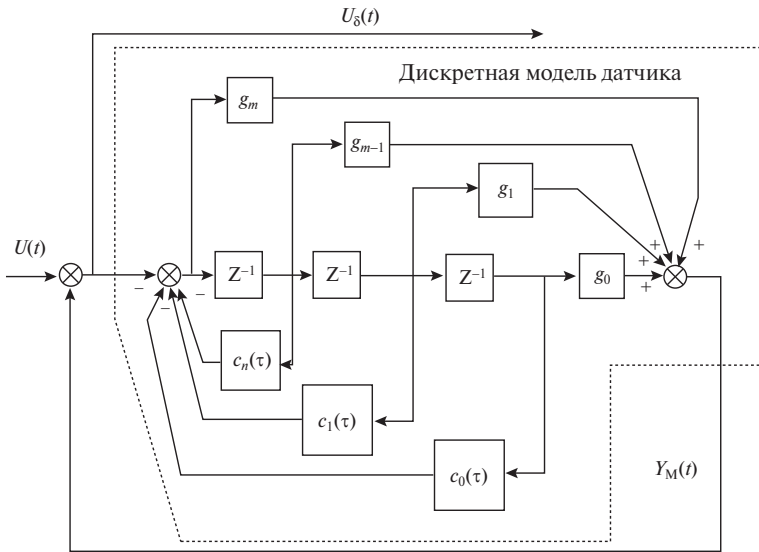 U_δ(t)
Дискретная модель датчика
g_m
g_{m−1}
g_1
U(t)
+ + +
Z^{−1} Z^{−1} Z^{−1} g_0
− − − +
c_n(τ)
c_1(τ)
c_0(τ)
Y_M(t)